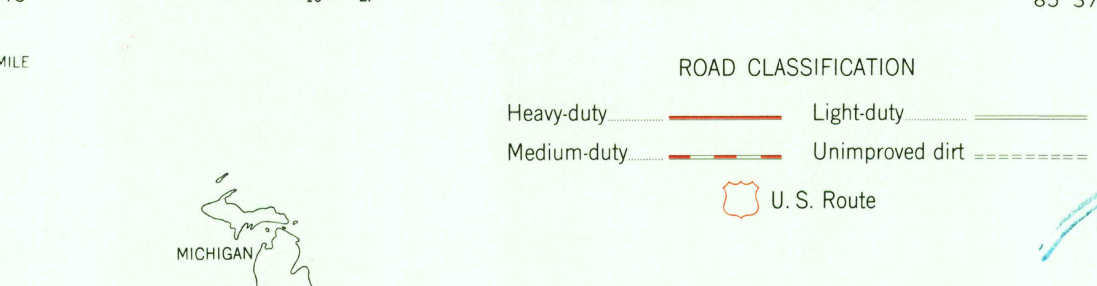 MILE
ROAD CLASSIFICATION
Heavy-duty Light-duty
Medium-duty Unimproved dirt
U. S. Route
MICHIGAN